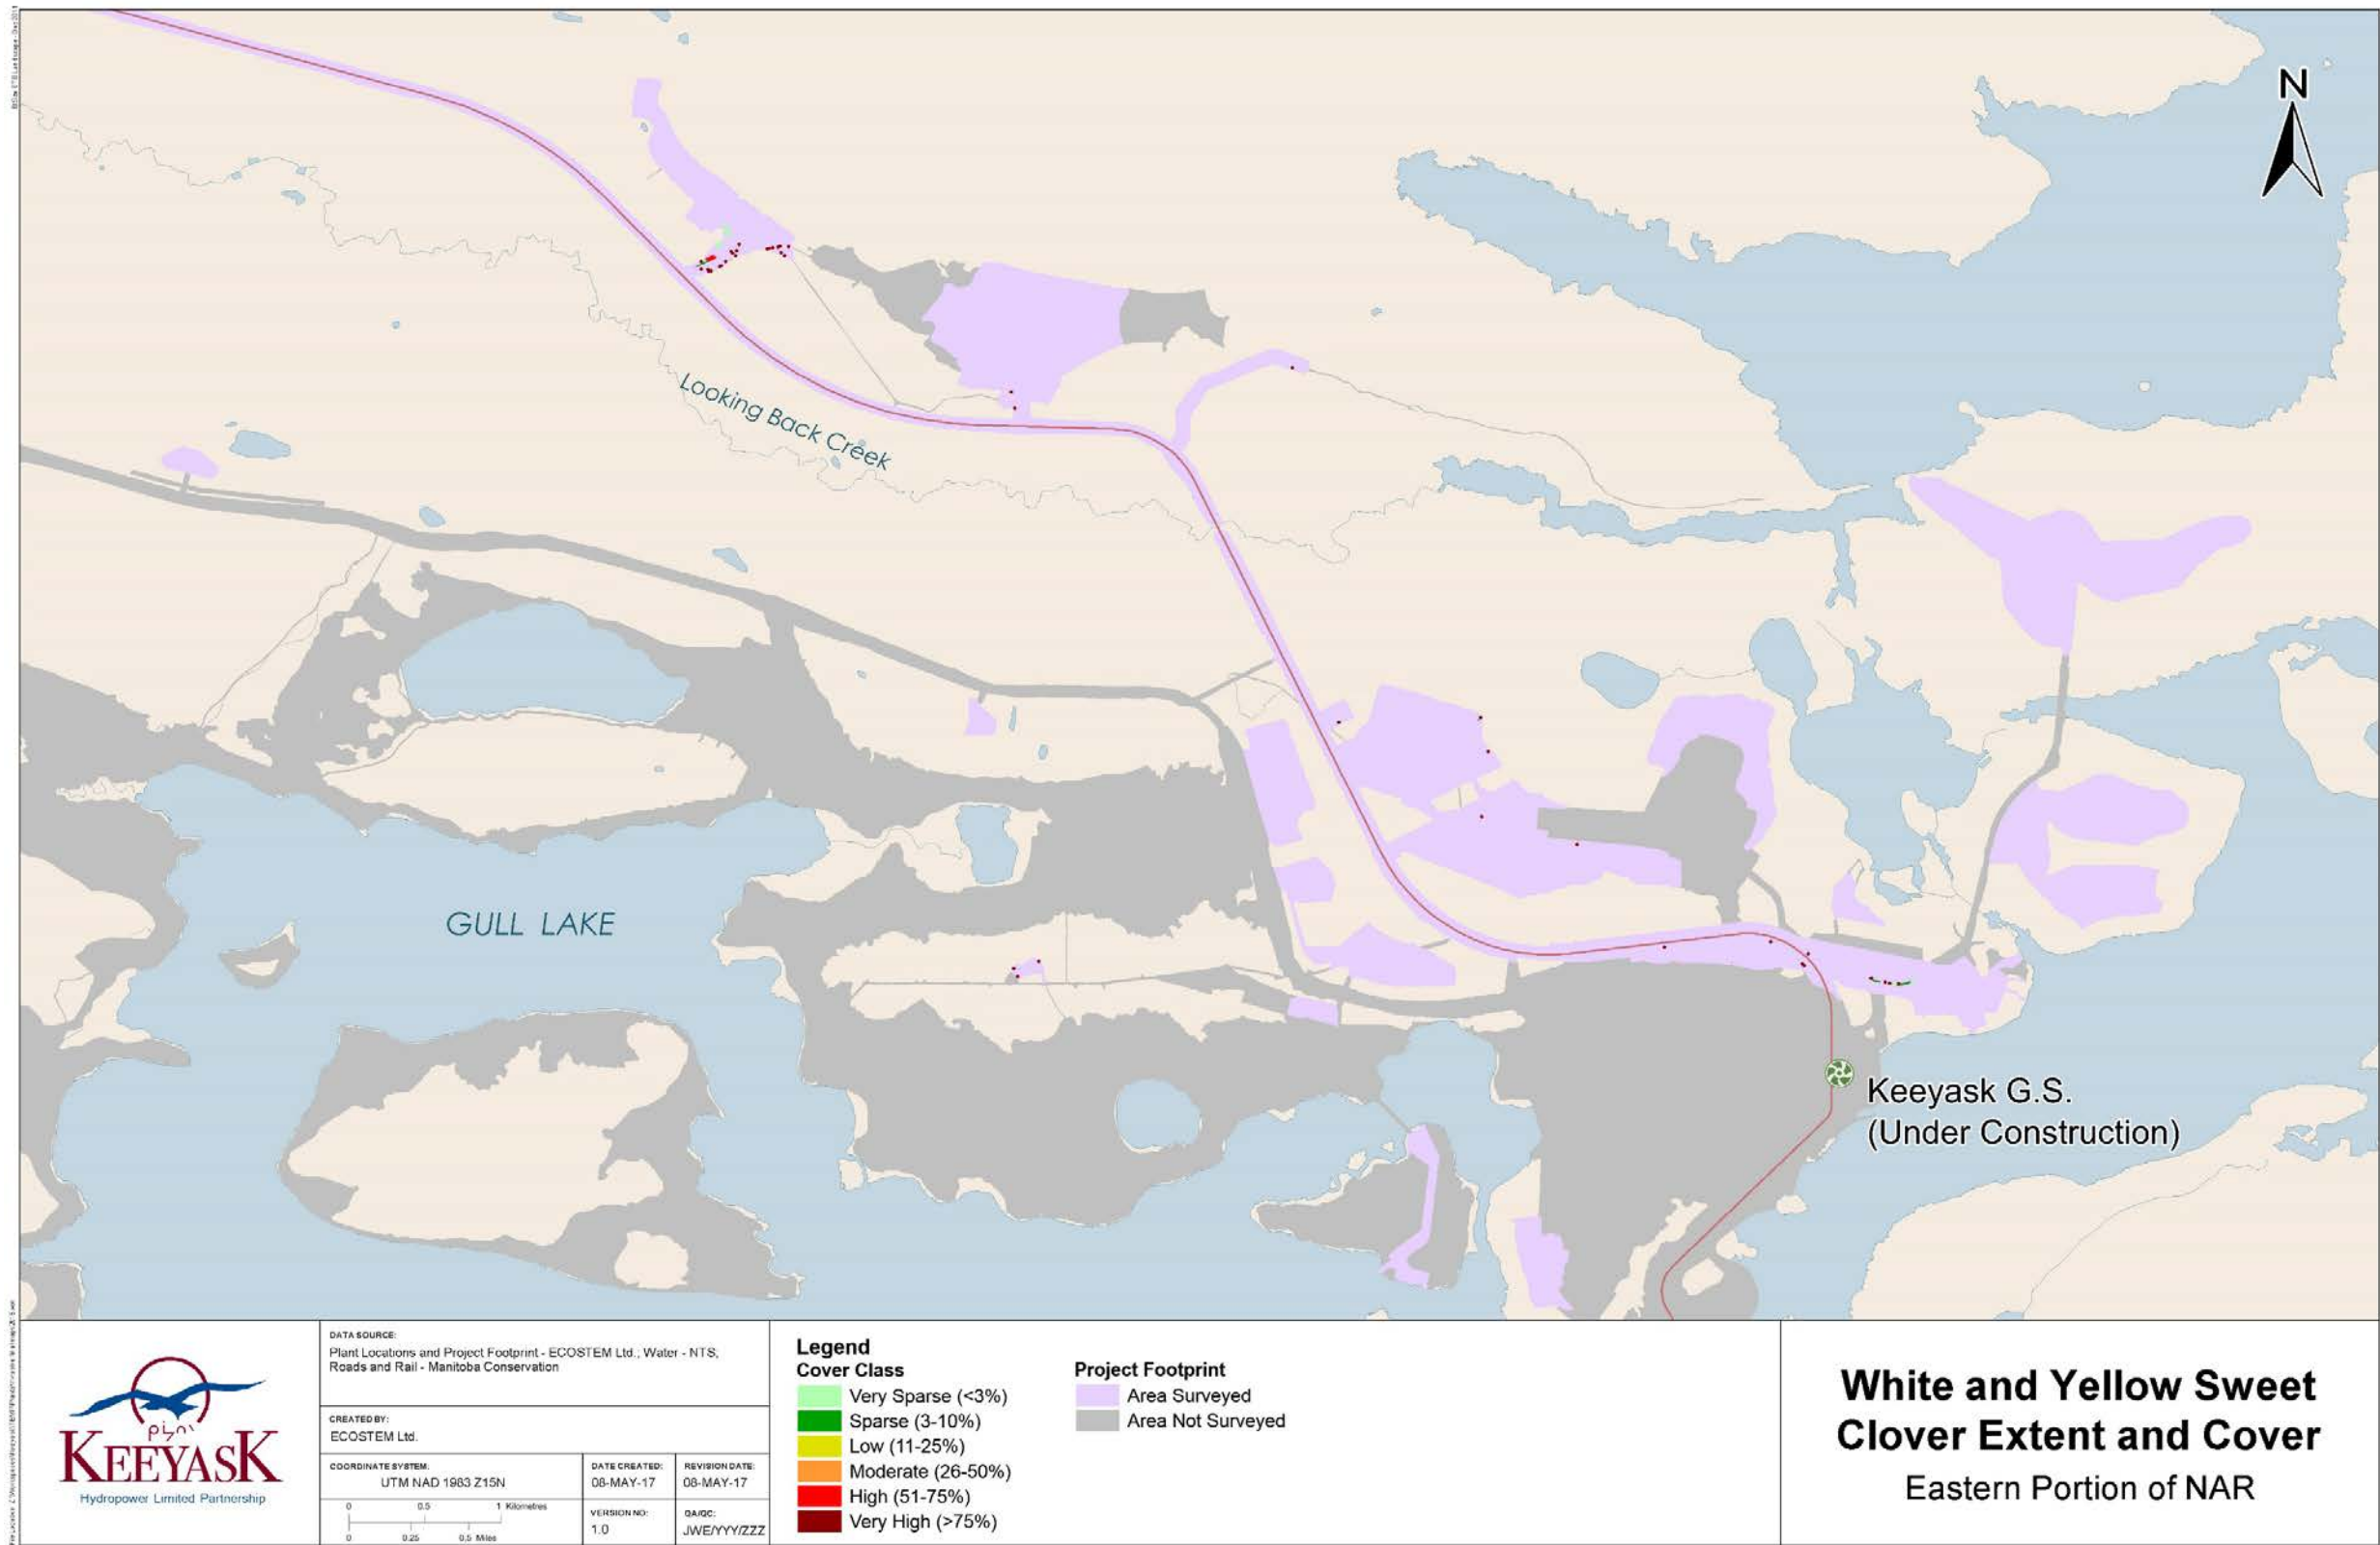 N
Looking Back Creek
GULL LAKE
Keeyask G.S.
(Under Construction)
KEEYASK
Hydropower Limited Partnership
DATA SOURCE:
Plant Locations and Project Footprint - ECOSTEM Ltd.; Water - NTS;
Roads and Rail - Manitoba Conservation
CREATED BY:
ECOSTEM Ltd.
COORDINATE SYSTEM:
UTM NAD 1983 Z15N
DATE CREATED:
08-MAY-17
REVISION DATE:
08-MAY-17
0 0.5 1 Kilometres
0 0.25 0.5 Miles
VERSION NO:
1.0
QA/QC:
JWE/YYY/ZZZ
Legend
Cover Class
Very Sparse (<3%)
Sparse (3-10%)
Low (11-25%)
Moderate (26-50%)
High (51-75%)
Very High (>75%)
Project Footprint
Area Surveyed
Area Not Surveyed
White and Yellow Sweet
Clover Extent and Cover
Eastern Portion of NAR